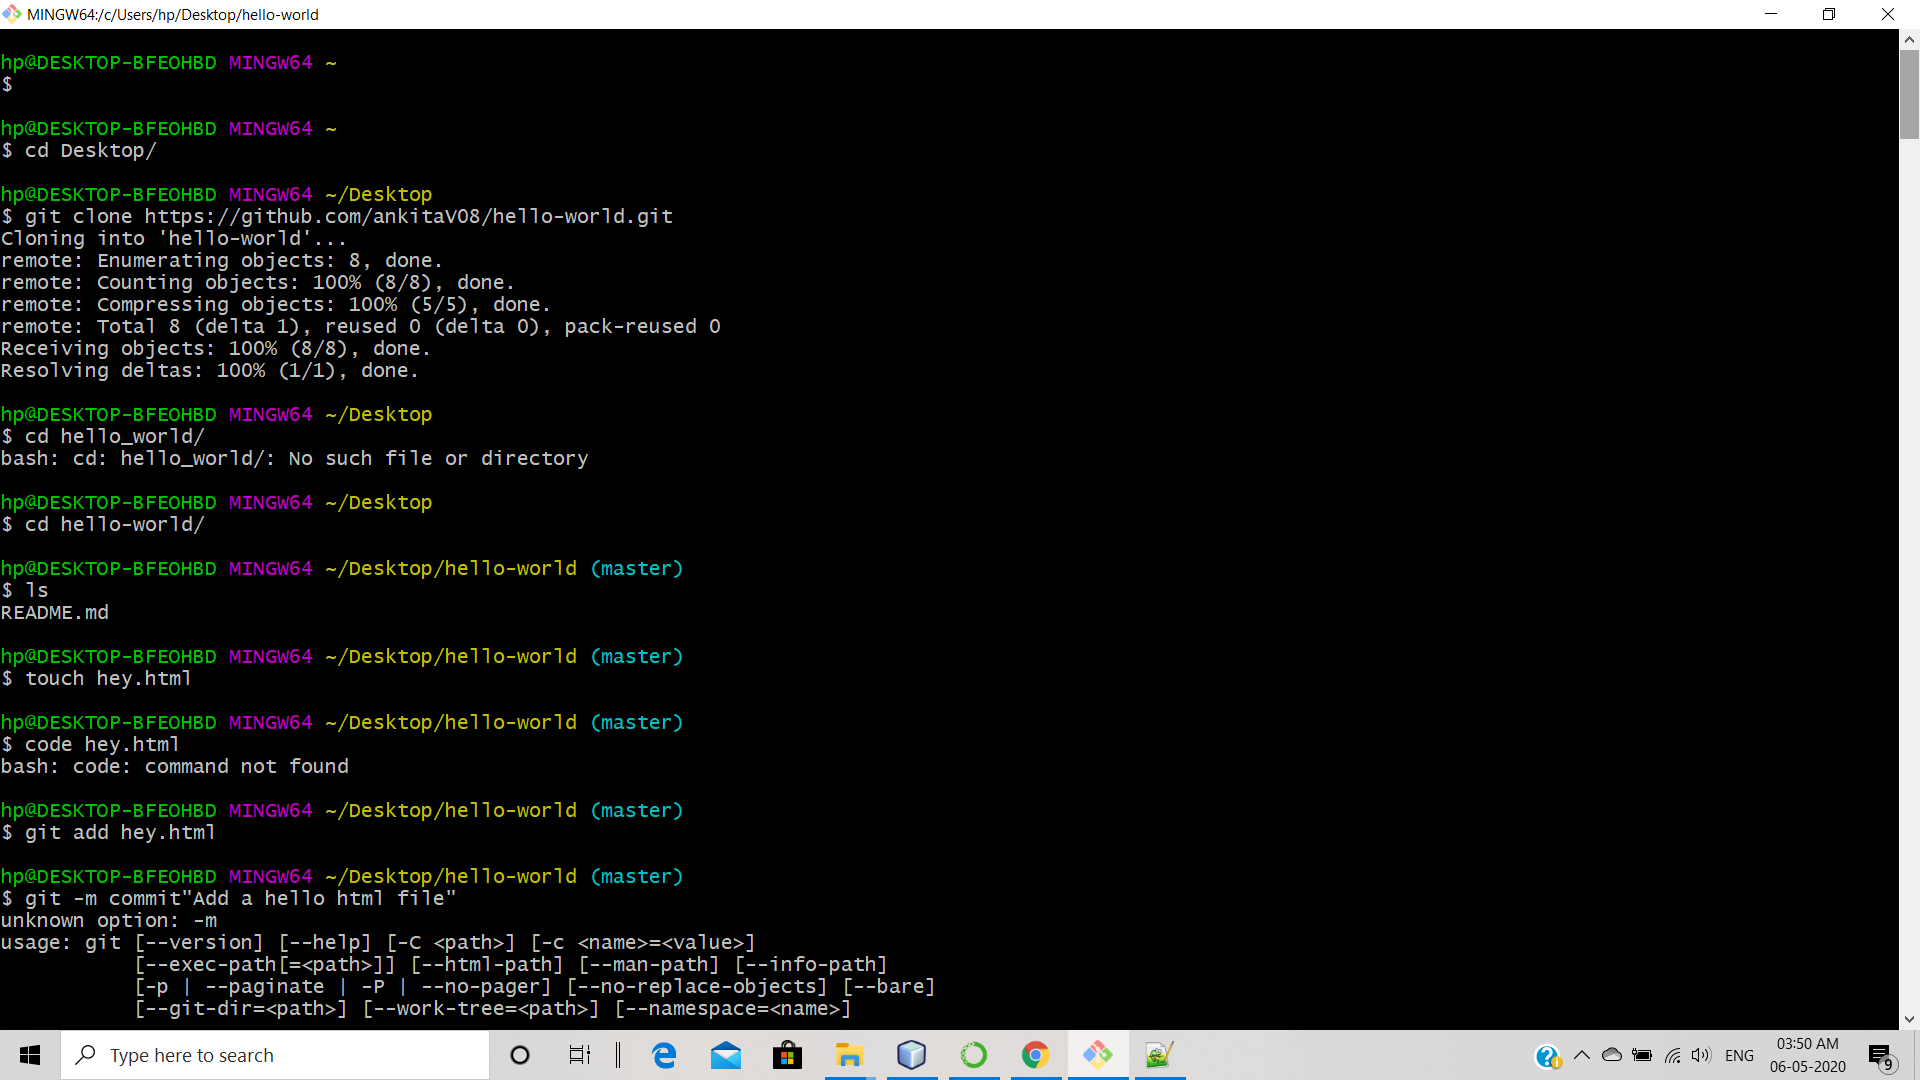 MINGW64:/c/Users/hp/Desktop/hello-world
hp@DESKTOP-BFEOHBD MINGW64 ~
$
hp@DESKTOP-BFEOHBD MINGW64 ~
$ cd Desktop/
hp@DESKTOP-BFEOHBD MINGW64 ~/Desktop
$ git clone https://github.com/ankitaV08/hello-world.git
Cloning into 'hello-world'...
remote: Enumerating objects: 8, done.
remote: Counting objects: 100% (8/8), done.
remote: Compressing objects: 100% (5/5), done.
remote: Total 8 (delta 1), reused 0 (delta 0), pack-reused 0
Receiving objects: 100% (8/8), done.
Resolving deltas: 100% (1/1), done.
hp@DESKTOP-BFEOHBD MINGW64 ~/Desktop
$ cd hello_world/
bash: cd: hello_world/: No such file or directory
hp@DESKTOP-BFEOHBD MINGW64 ~/Desktop
$ cd hello-world/
hp@DESKTOP-BFEOHBD MINGW64 ~/Desktop/hello-world (master)
$ ls
README.md
hp@DESKTOP-BFEOHBD MINGW64 ~/Desktop/hello-world (master)
$ touch hey.html
hp@DESKTOP-BFEOHBD MINGW64 ~/Desktop/hello-world (master)
$ code hey.html
bash: code: command not found
hp@DESKTOP-BFEOHBD MINGW64 ~/Desktop/hello-world (master)
$ git add hey.html
hp@DESKTOP-BFEOHBD MINGW64 ~/Desktop/hello-world (master)
$ git -m commit"Add a hello html file"
unknown option: -m
usage: git [--version] [--help] [-C <path>] [-c <name>=<value>]
[--exec-path[=<path>]] [--html-path] [--man-path] [--info-path]
[-p | --paginate | -P | --no-pager] [--no-replace-objects] [--bare]
[--git-dir=<path>] [--work-tree=<path>] [--namespace=<name>]
Type here to search
ENG
03:50 AM
06-05-2020
9